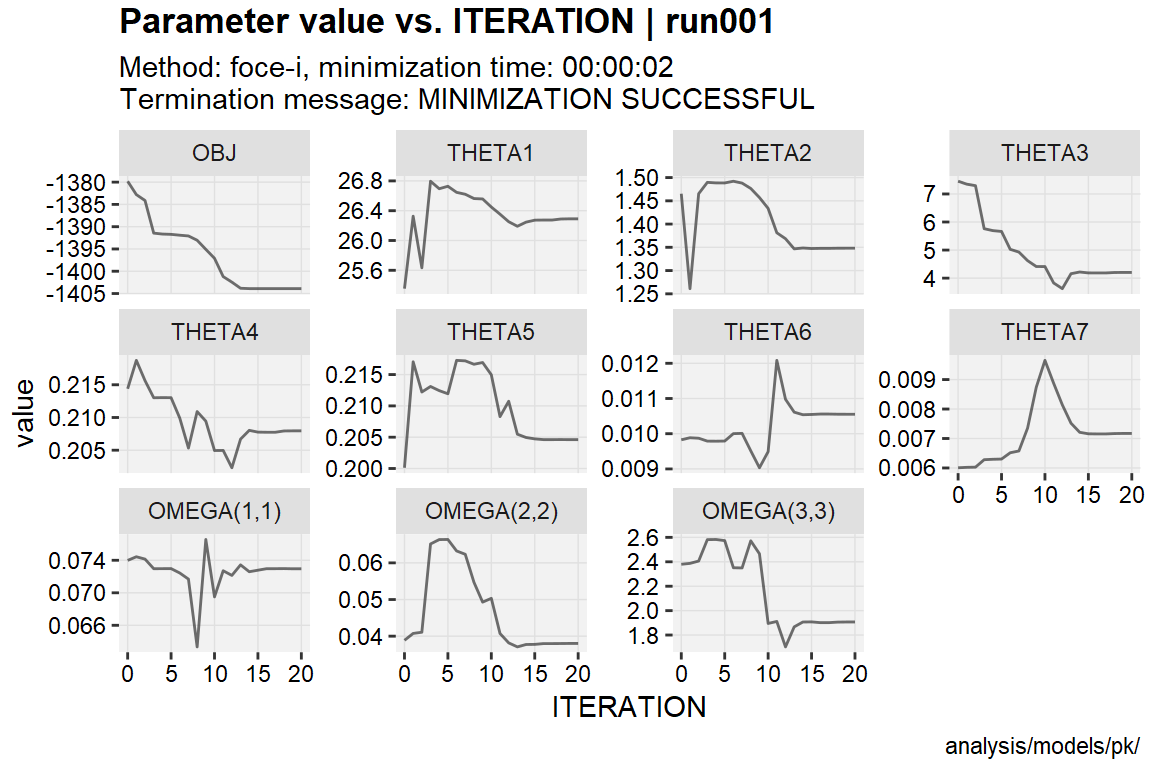 Parameter value vs. ITERATION | run001
Method: foce-i, minimization time: 00:00:02
Termination message: MINIMIZATION SUCCESSFUL
OBJ
-1380
-1385
-1390
-1395
-1400
-1405
THETA1
26.8
26.4
26.0
25.6
THETA2
1.50
1.45
1.40
1.35
1.30
1.25
THETA3
7
6
5
4
value
THETA4
0.215
0.210
0.205
THETA5
0.215
0.210
0.205
0.200
THETA6
0.012
0.011
0.010
0.009
THETA7
0.009
0.008
0.007
0.006
0 5 10 15 20
OMEGA(1,1)
0.074
0.070
0.066
0 5 10 15 20
OMEGA(2,2)
0.06
0.05
0.04
0 5 10 15 20
OMEGA(3,3)
2.6
2.4
2.2
2.0
1.8
0 5 10 15 20
ITERATION
analysis/models/pk/